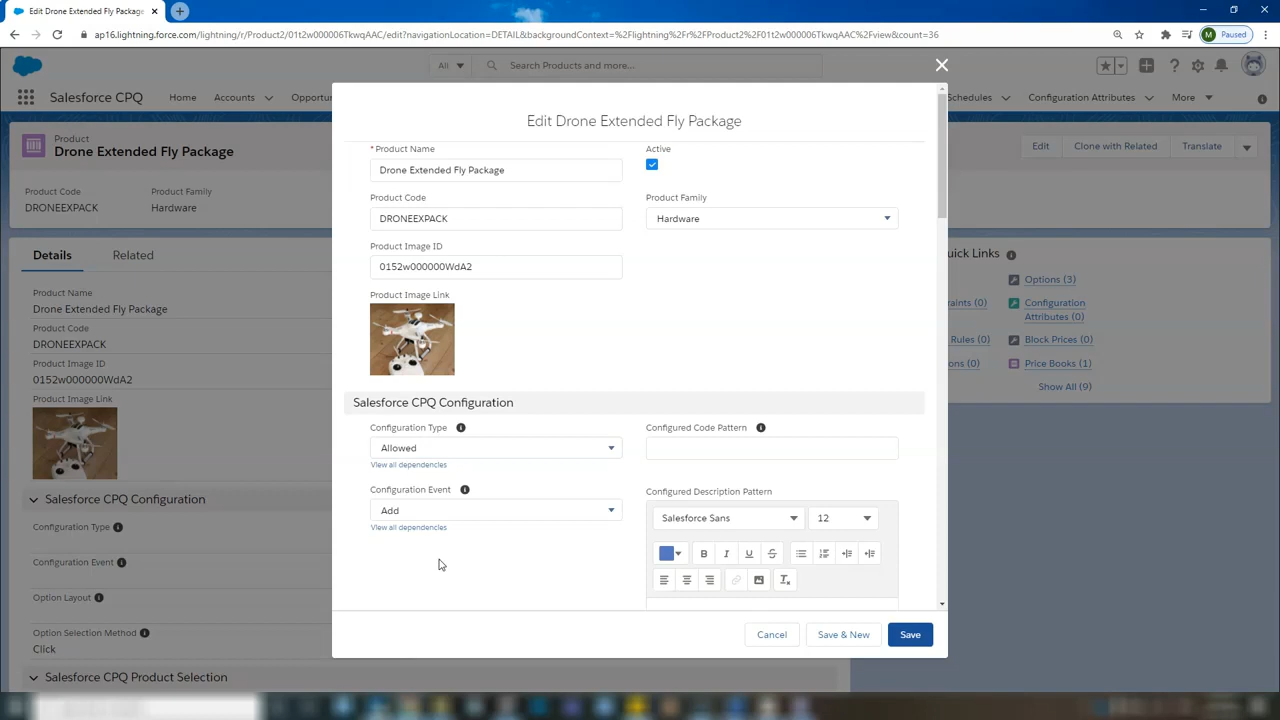 Edit Drone Extended Fly Package
ap16.lightning.force.com/lightning/r/Product2/01t2w000006TkwqAAC/edit?navigationLocation=DETAIL&backgroundContext=%2Flightning%2Fr%2FProduct2%2F01t2w000006TkwqAAC%2Fview&count=36
M Paused
All
Search Products and more...
Salesforce CPQ
Home
Accounts
Opportu
Schedules
Configuration Attributes
More
Product
Drone Extended Fly Package
Edit
Clone with Related
Translate
Product Code
Product Family
DRONEEXPACK
Hardware
Details
Related
Product Name
Drone Extended Fly Package
Product Code
DRONEEXPACK
Product Image ID
0152w000000WdA2
Product Image Link
Salesforce CPQ Configuration
Configuration Type
Configuration Event
Option Layout
Option Selection Method
Click
Salesforce CPQ Product Selection
Edit Drone Extended Fly Package
* Product Name
Drone Extended Fly Package
Active
Product Code
DRONEEXPACK
Product Family
Hardware
Product Image ID
0152w000000WdA2
Product Image Link
Salesforce CPQ Configuration
Configuration Type
Allowed
View all dependencies
Configured Code Pattern
Configuration Event
Add
View all dependencies
Configured Description Pattern
Salesforce Sans
12
B I U S
Cancel
Save & New
Save
uick Links
Options (3)
raints (0)
Configuration
Attributes (0)
Rules (0)
Block Prices (0)
ons (0)
Price Books (1)
Show All (9)